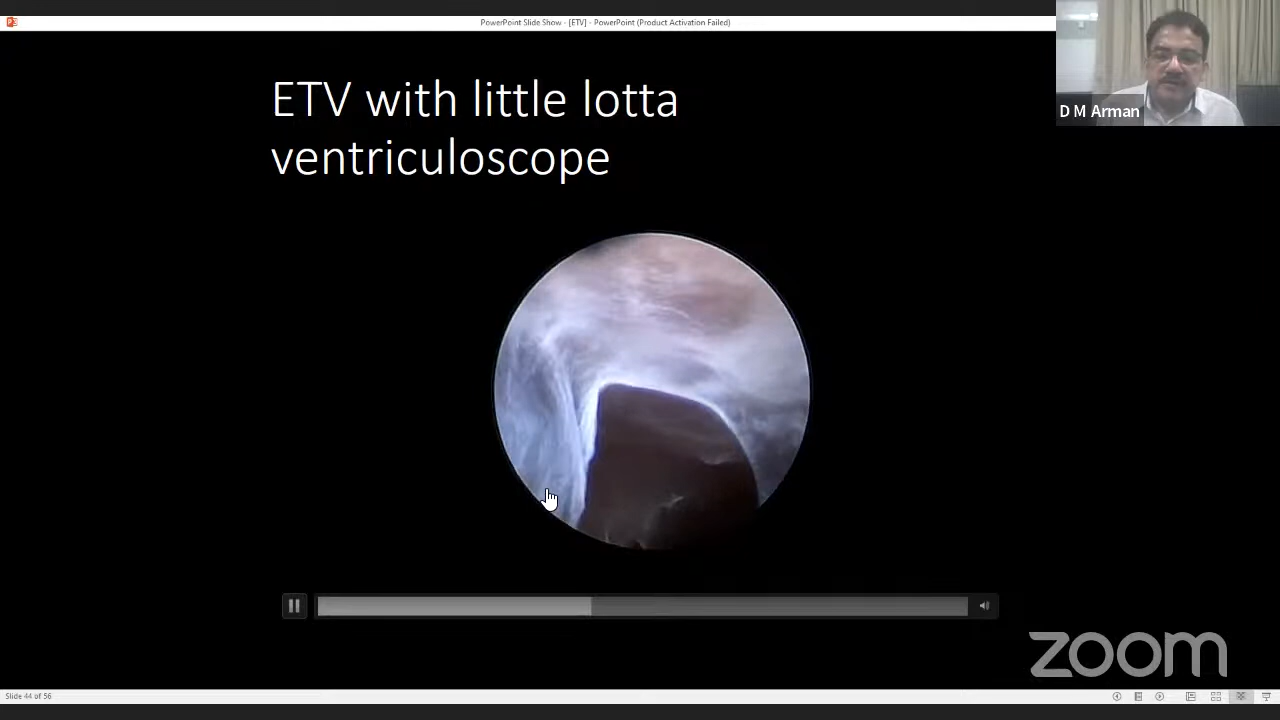 PowerPoint Slide Show - [ETV] - PowerPoint (Product Activation Failed)
D M Arman
ETV with little lotta
ventriculoscope
zoom
Slide 44 of 56